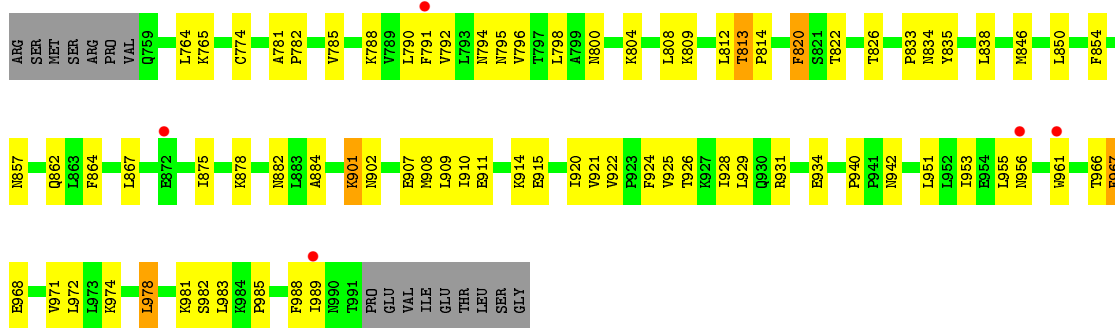 ARG SER MET SER ARG PRO VAL Q759 L764 K765 C774 A781 P782 V785 K788 V789 L790 F791 V792 L793 N794 N795 V796 T797 L798 A799 N800 K804 L808 K809 L812 T813 P814 F820 S821 T822 T826 P833 N834 Y835 L838 M846 L850 F854
N857 Q862 L863 F864 L867 E872 I875 K878 N882 L883 A884 K901 N902 E907 M908 L909 I910 E911 K914 E915 I920 V921 V922 P923 F924 V925 T926 K927 I928 L929 Q930 R931 E934 P940 P941 N942 L951 L952 I953 E954 L955 N956 W961 T966
E968 V971 L972 L973 K974 L978 K981 S982 L983 K984 P985 F988 I989 N990 T991 PRO GLU VAL ILE GLU THR LEU SER GLY